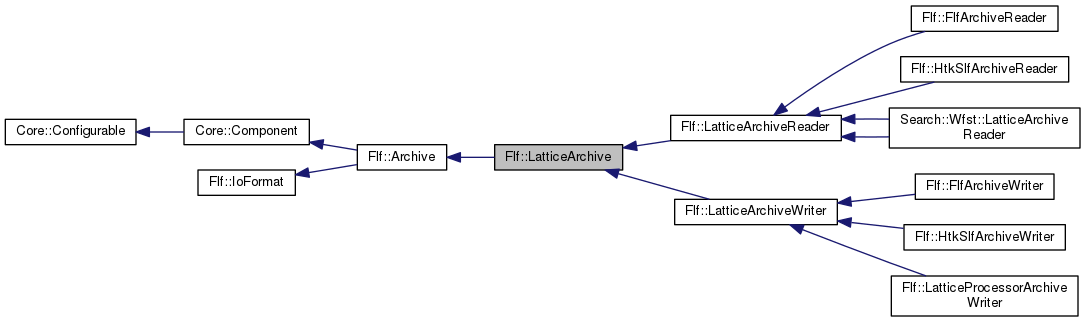 Flf::FlfArchiveReader
Flf::HtkSlfArchiveReader
Search::Wfst::LatticeArchive
Reader
Flf::LatticeArchiveReader
Core::Configurable
Core::Component
Flf::Archive
Flf::LatticeArchive
Flf::IoFormat
Flf::LatticeArchiveWriter
Flf::FlfArchiveWriter
Flf::HtkSlfArchiveWriter
Flf::LatticeProcessorArchive
Writer